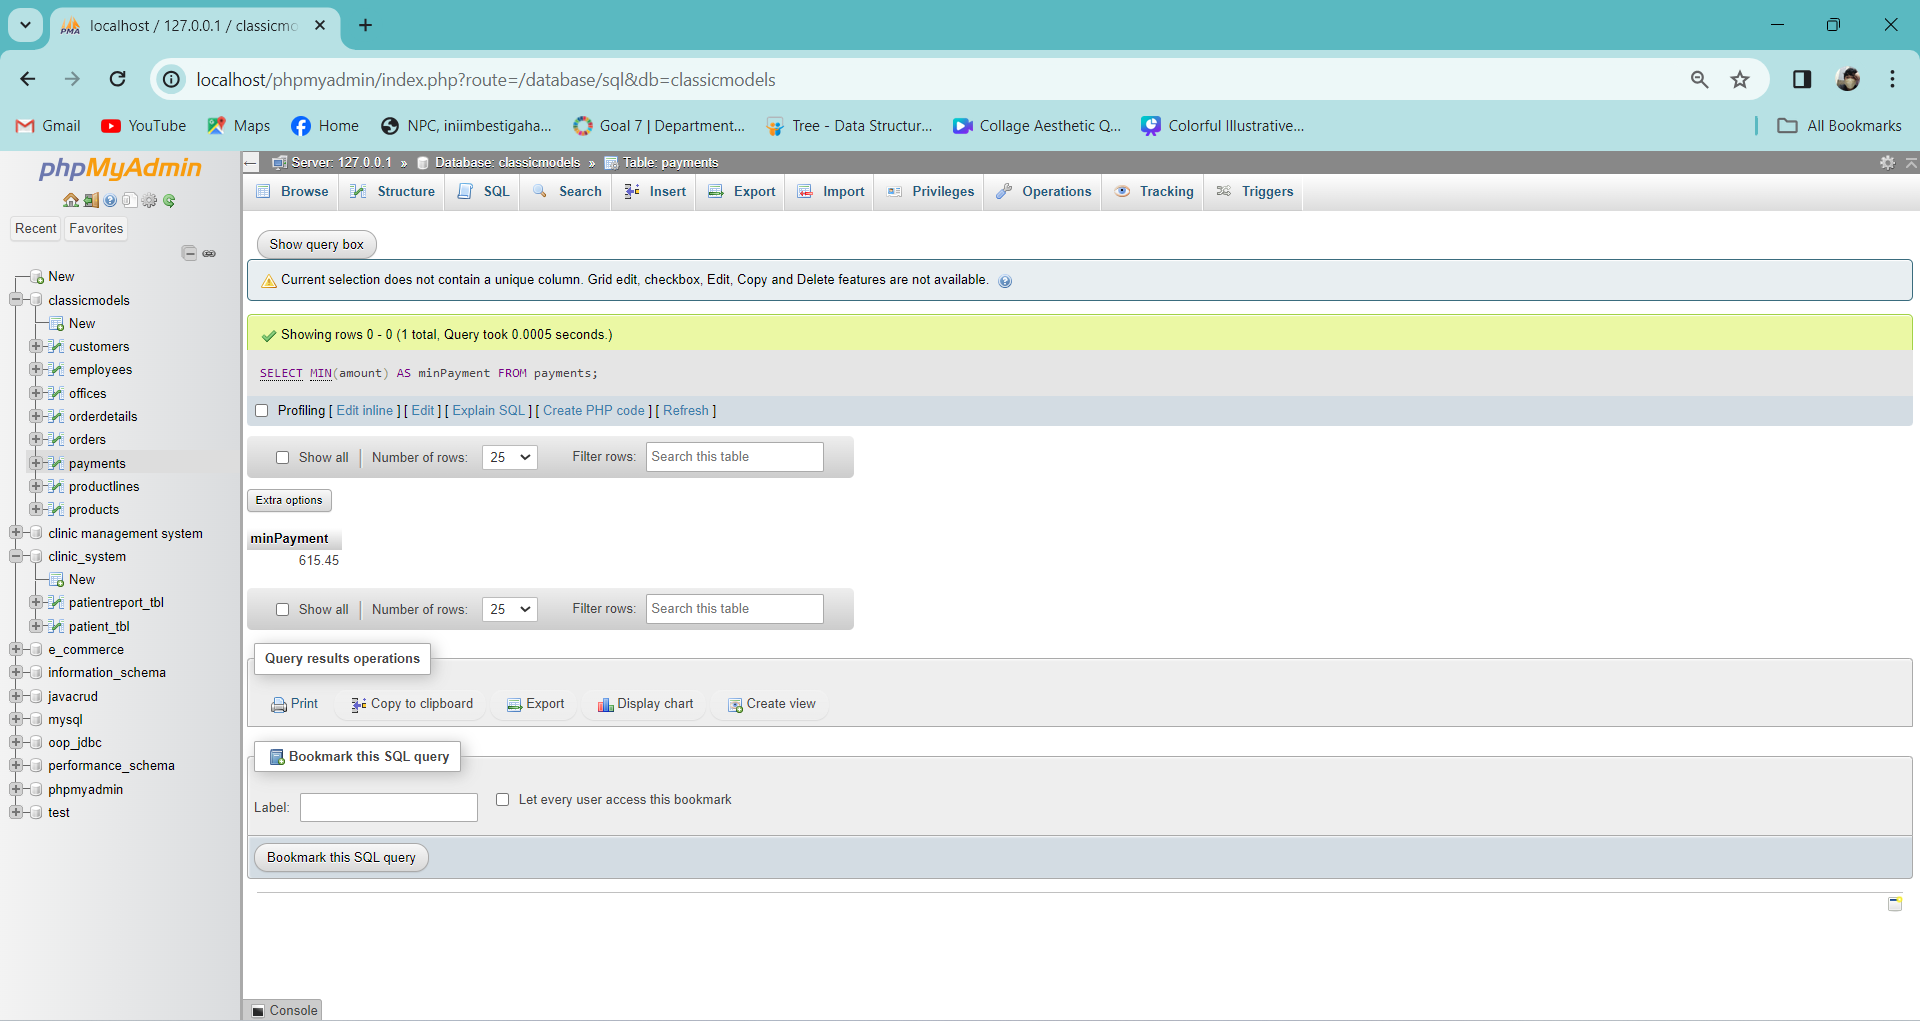 localhost / 127.0.0.1 / classicmo
localhost/phpmyadmin/index.php?route=/database/sql&db=classicmodels
Gmail YouTube Maps Home NPC, iniimbestigaha... Goal 7 | Department... Tree - Data Structur... Collage Aesthetic Q... Colorful Illustrative... All Bookmarks
phpMyAdmin
Recent Favorites
New
classicmodels
New
customers
employees
offices
orderdetails
orders
payments
productlines
products
clinic management system
clinic_system
New
patientreport_tbl
patient_tbl
e_commerce
information_schema
javacrud
mysql
oop_jdbc
performance_schema
phpmyadmin
test
Server: 127.0.0.1 » Database: classicmodels » Table: payments
Browse Structure SQL Search Insert Export Import Privileges Operations Tracking Triggers
Show query box
Current selection does not contain a unique column. Grid edit, checkbox, Edit, Copy and Delete features are not available.
Showing rows 0 - 0 (1 total, Query took 0.0005 seconds.)
SELECT MIN(amount) AS minPayment FROM payments;
Profiling [ Edit inline ] [ Edit ] [ Explain SQL ] [ Create PHP code ] [ Refresh ]
Show all Number of rows: 25 Filter rows: Search this table
Extra options
minPayment
615.45
Show all Number of rows: 25 Filter rows: Search this table
Query results operations
Print Copy to clipboard Export Display chart Create view
Bookmark this SQL query
Label: Let every user access this bookmark
Bookmark this SQL query
Console